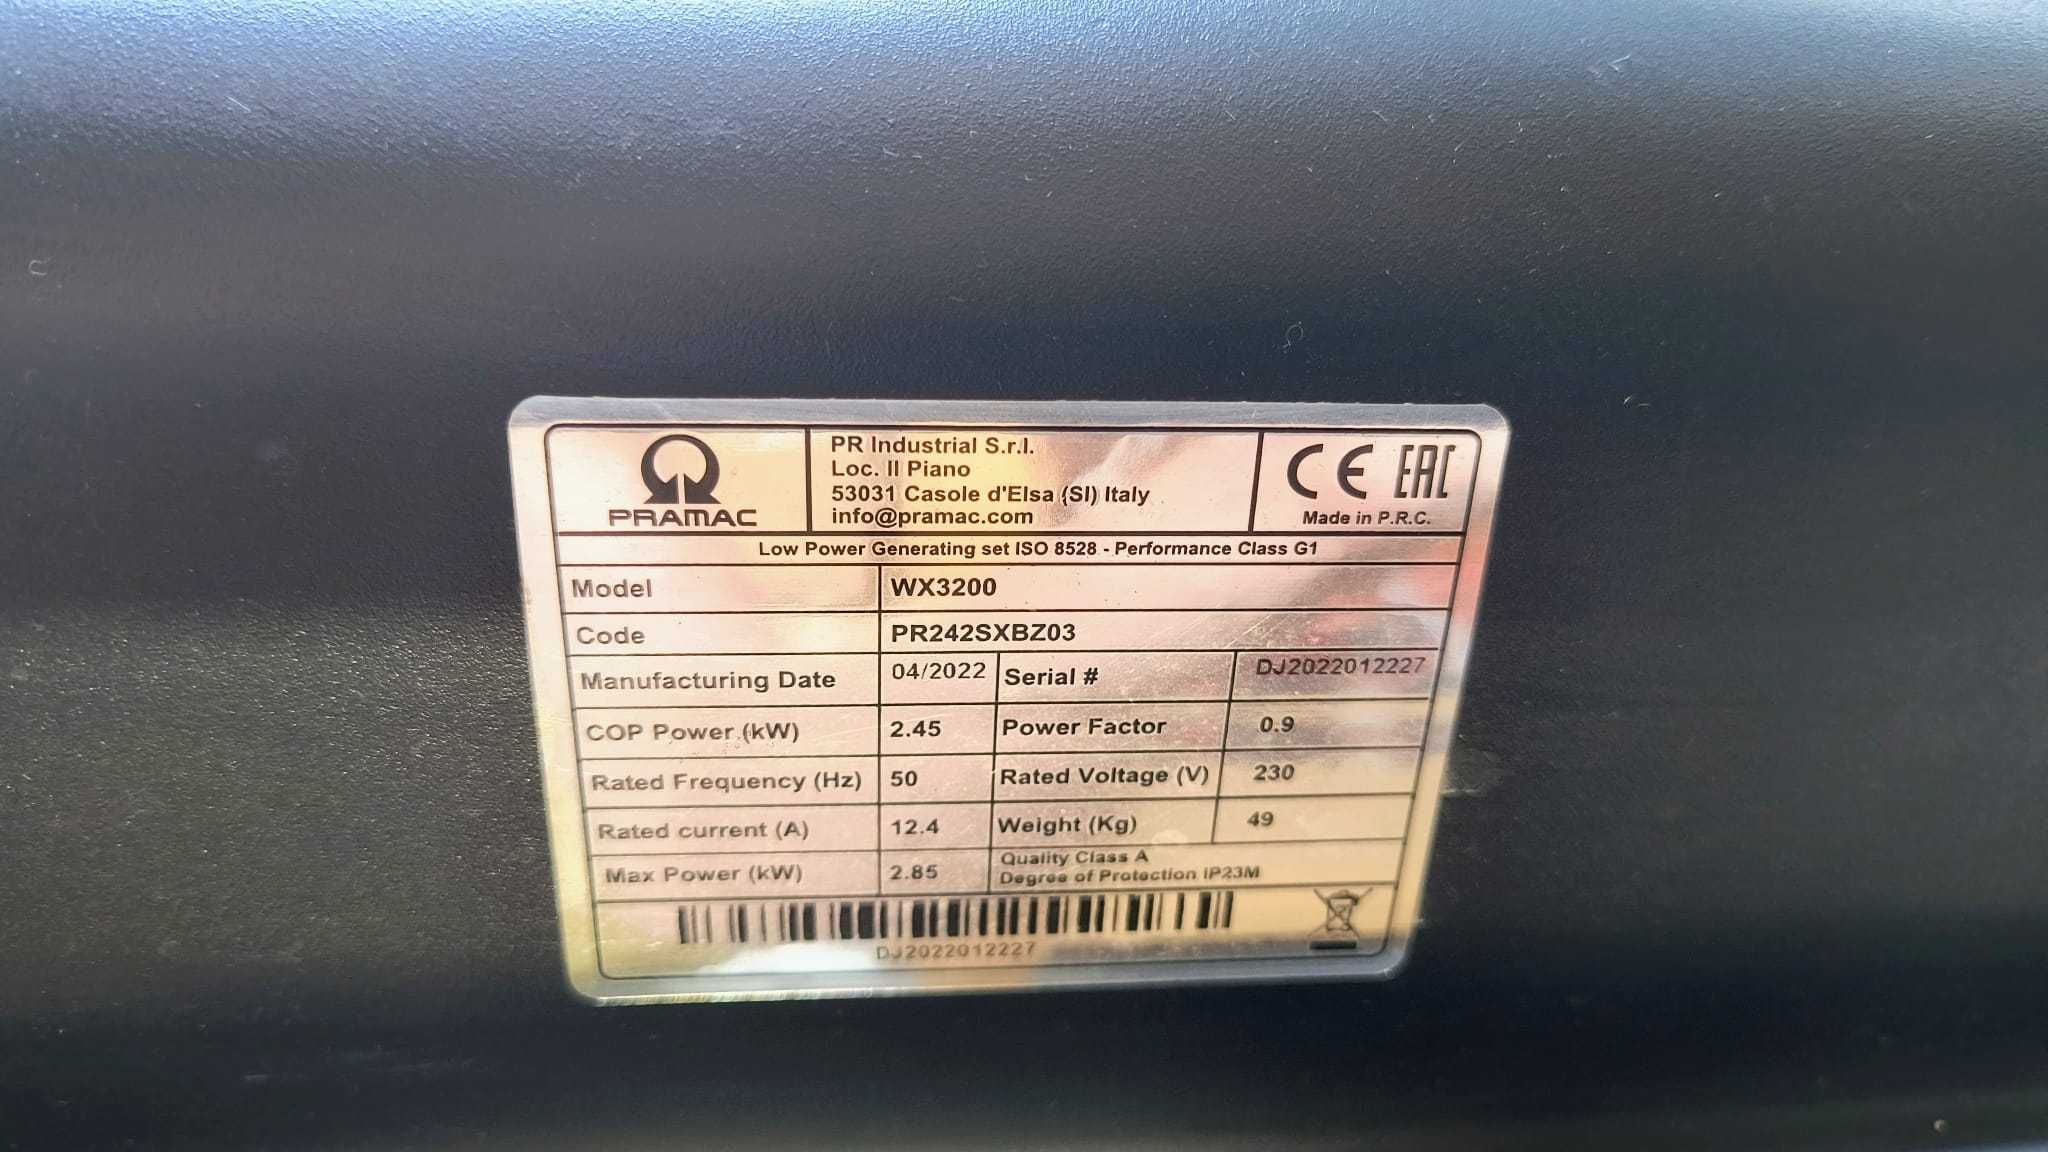 PRAMAC
PR Industrial S.r.l.
Loc. Il Piano
53031 Casole d'Elsa (SI) Italy
info@pramac.com
CE EAC
Made in P.R.C.
Low Power Generating set ISO 8528 - Performance Class G1
Model WX3200
Code PR242SXBZ03
Manufacturing Date 04/2022 Serial # DJ2022012227
COP Power (kW) 2.45 Power Factor 0.9
Rated Frequency (Hz) 50 Rated Voltage (V) 230
Rated current (A) 12.4 Weight (Kg) 49
Max Power (kW) 2.85 Quality Class A
Degree of Protection IP23M
DJ2022012227